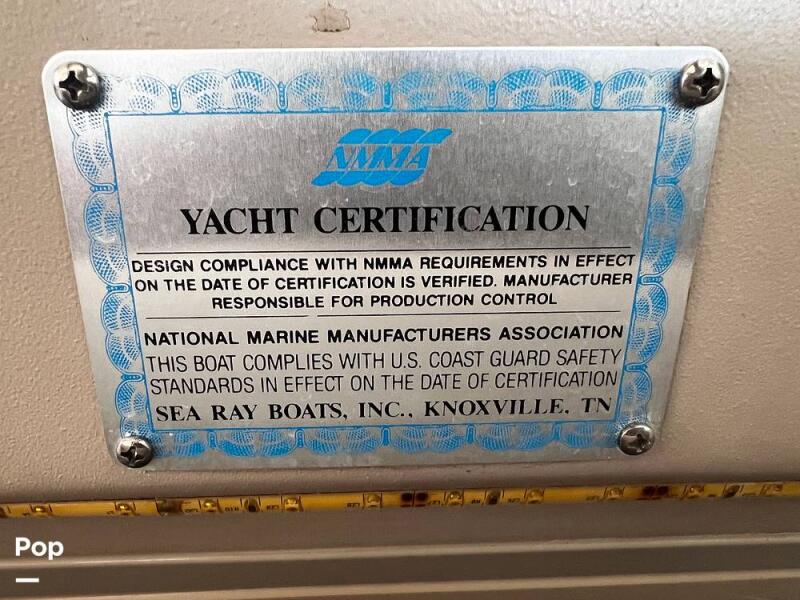 NMMA
YACHT CERTIFICATION
DESIGN COMPLIANCE WITH NMMA REQUIREMENTS IN EFFECT
ON THE DATE OF CERTIFICATION IS VERIFIED. MANUFACTURER
RESPONSIBLE FOR PRODUCTION CONTROL
NATIONAL MARINE MANUFACTURERS ASSOCIATION
THIS BOAT COMPLIES WITH U.S. COAST GUARD SAFETY
STANDARDS IN EFFECT ON THE DATE OF CERTIFICATION
SEA RAY BOATS, INC., KNOXVILLE, TN
Pop